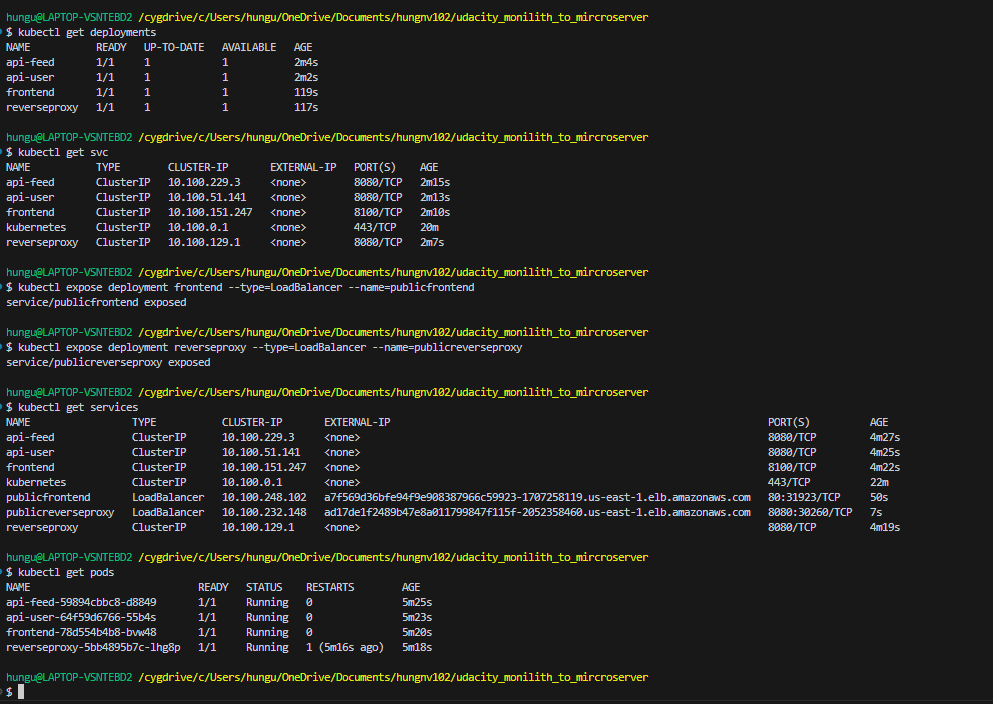 hungu@LAPTOP-VSNTEBD2 /cygdrive/c/Users/hungu/OneDrive/Documents/hungnv102/udacity_monilith_to_mircroserver
$ kubectl get deployments
NAME READY UP-TO-DATE AVAILABLE AGE
api-feed 1/1 1 1 2m4s
api-user 1/1 1 1 2m2s
frontend 1/1 1 1 119s
reverseproxy 1/1 1 1 117s
hungu@LAPTOP-VSNTEBD2 /cygdrive/c/Users/hungu/OneDrive/Documents/hungnv102/udacity_monilith_to_mircroserver
$ kubectl get svc
NAME TYPE CLUSTER-IP EXTERNAL-IP PORT(S) AGE
api-feed ClusterIP 10.100.229.3 <none> 8080/TCP 2m15s
api-user ClusterIP 10.100.51.141 <none> 8080/TCP 2m13s
frontend ClusterIP 10.100.151.247 <none> 8100/TCP 2m10s
kubernetes ClusterIP 10.100.0.1 <none> 443/TCP 20m
reverseproxy ClusterIP 10.100.129.1 <none> 8080/TCP 2m7s
hungu@LAPTOP-VSNTEBD2 /cygdrive/c/Users/hungu/OneDrive/Documents/hungnv102/udacity_monilith_to_mircroserver
$ kubectl expose deployment frontend --type=LoadBalancer --name=publicfrontend
service/publicfrontend exposed
hungu@LAPTOP-VSNTEBD2 /cygdrive/c/Users/hungu/OneDrive/Documents/hungnv102/udacity_monilith_to_mircroserver
$ kubectl expose deployment reverseproxy --type=LoadBalancer --name=publicreverseproxy
service/publicreverseproxy exposed
hungu@LAPTOP-VSNTEBD2 /cygdrive/c/Users/hungu/OneDrive/Documents/hungnv102/udacity_monilith_to_mircroserver
$ kubectl get services
NAME TYPE CLUSTER-IP EXTERNAL-IP PORT(S) AGE
api-feed ClusterIP 10.100.229.3 <none> 8080/TCP 4m27s
api-user ClusterIP 10.100.51.141 <none> 8080/TCP 4m25s
frontend ClusterIP 10.100.151.247 <none> 8100/TCP 4m22s
kubernetes ClusterIP 10.100.0.1 <none> 443/TCP 22m
publicfrontend LoadBalancer 10.100.248.102 a7f569d36bfe94f9e908387966c59923-1707258119.us-east-1.elb.amazonaws.com 80:31923/TCP 50s
publicreverseproxy LoadBalancer 10.100.232.148 ad17de1f2489b47e8a011799847f115f-2052358460.us-east-1.elb.amazonaws.com 8080:30260/TCP 7s
reverseproxy ClusterIP 10.100.129.1 <none> 8080/TCP 4m19s
hungu@LAPTOP-VSNTEBD2 /cygdrive/c/Users/hungu/OneDrive/Documents/hungnv102/udacity_monilith_to_mircroserver
$ kubectl get pods
NAME READY STATUS RESTARTS AGE
api-feed-59894cbbc8-d8849 1/1 Running 0 5m25s
api-user-64f59d6766-55b4s 1/1 Running 0 5m23s
frontend-78d554b4b8-bvw48 1/1 Running 0 5m20s
reverseproxy-5bb4895b7c-lhg8p 1/1 Running 1 (5m16s ago) 5m18s
hungu@LAPTOP-VSNTEBD2 /cygdrive/c/Users/hungu/OneDrive/Documents/hungnv102/udacity_monilith_to_mircroserver
$